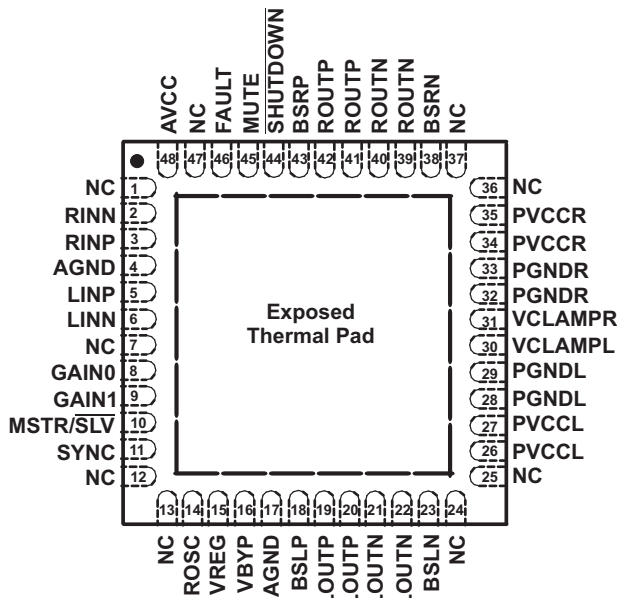 AVCC
NC
FAULT
MUTE
SHUTDOWN
BSRP
ROUTP
ROUTP
ROUTN
ROUTN
BSRN
NC
48 47 46 45 44 43 42 41 40 39 38 37
NC 1
RINN 2
RINP 3
AGND 4
LINP 5
LINN 6
NC 7
GAIN0 8
GAIN1 9
MSTR/SLV 10
SYNC 11
NC 12
Exposed
Thermal Pad
36 NC
35 PVCCR
34 PVCCR
33 PGNDR
32 PGNDR
31 VCLAMPR
30 VCLAMPL
29 PGNDL
28 PGNDL
27 PVCCL
26 PVCCL
25 NC
13 14 15 16 17 18 19 20 21 22 23 24
NC
ROSC
VREG
VBYP
AGND
BSLP
LOUTP
LOUTP
LOUTN
LOUTN
BSLN
NC